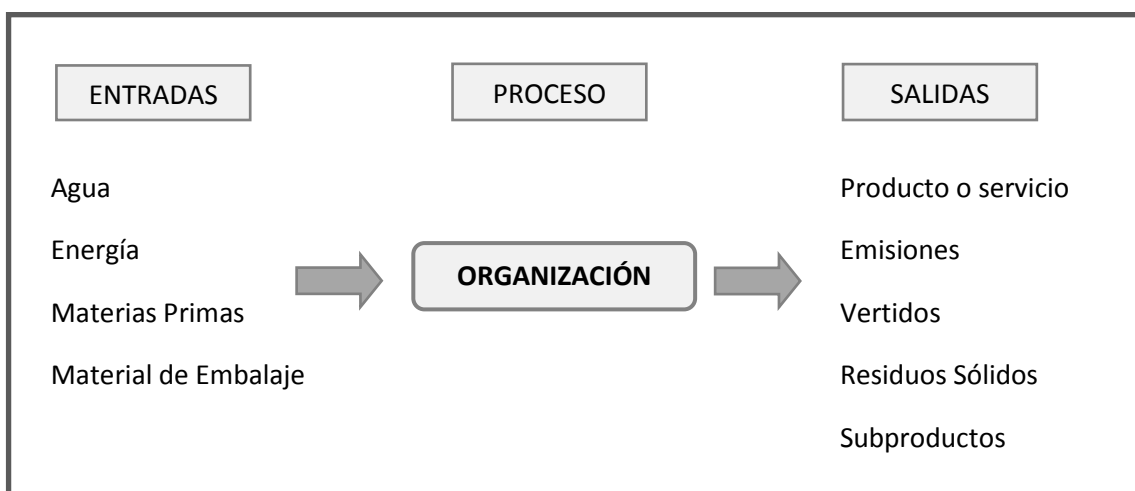 ENTRADAS
PROCESO
SALIDAS
Agua
Energía
Materias Primas
Material de Embalaje
ORGANIZACIÓN
Producto o servicio
Emisiones
Vertidos
Residuos Sólidos
Subproductos